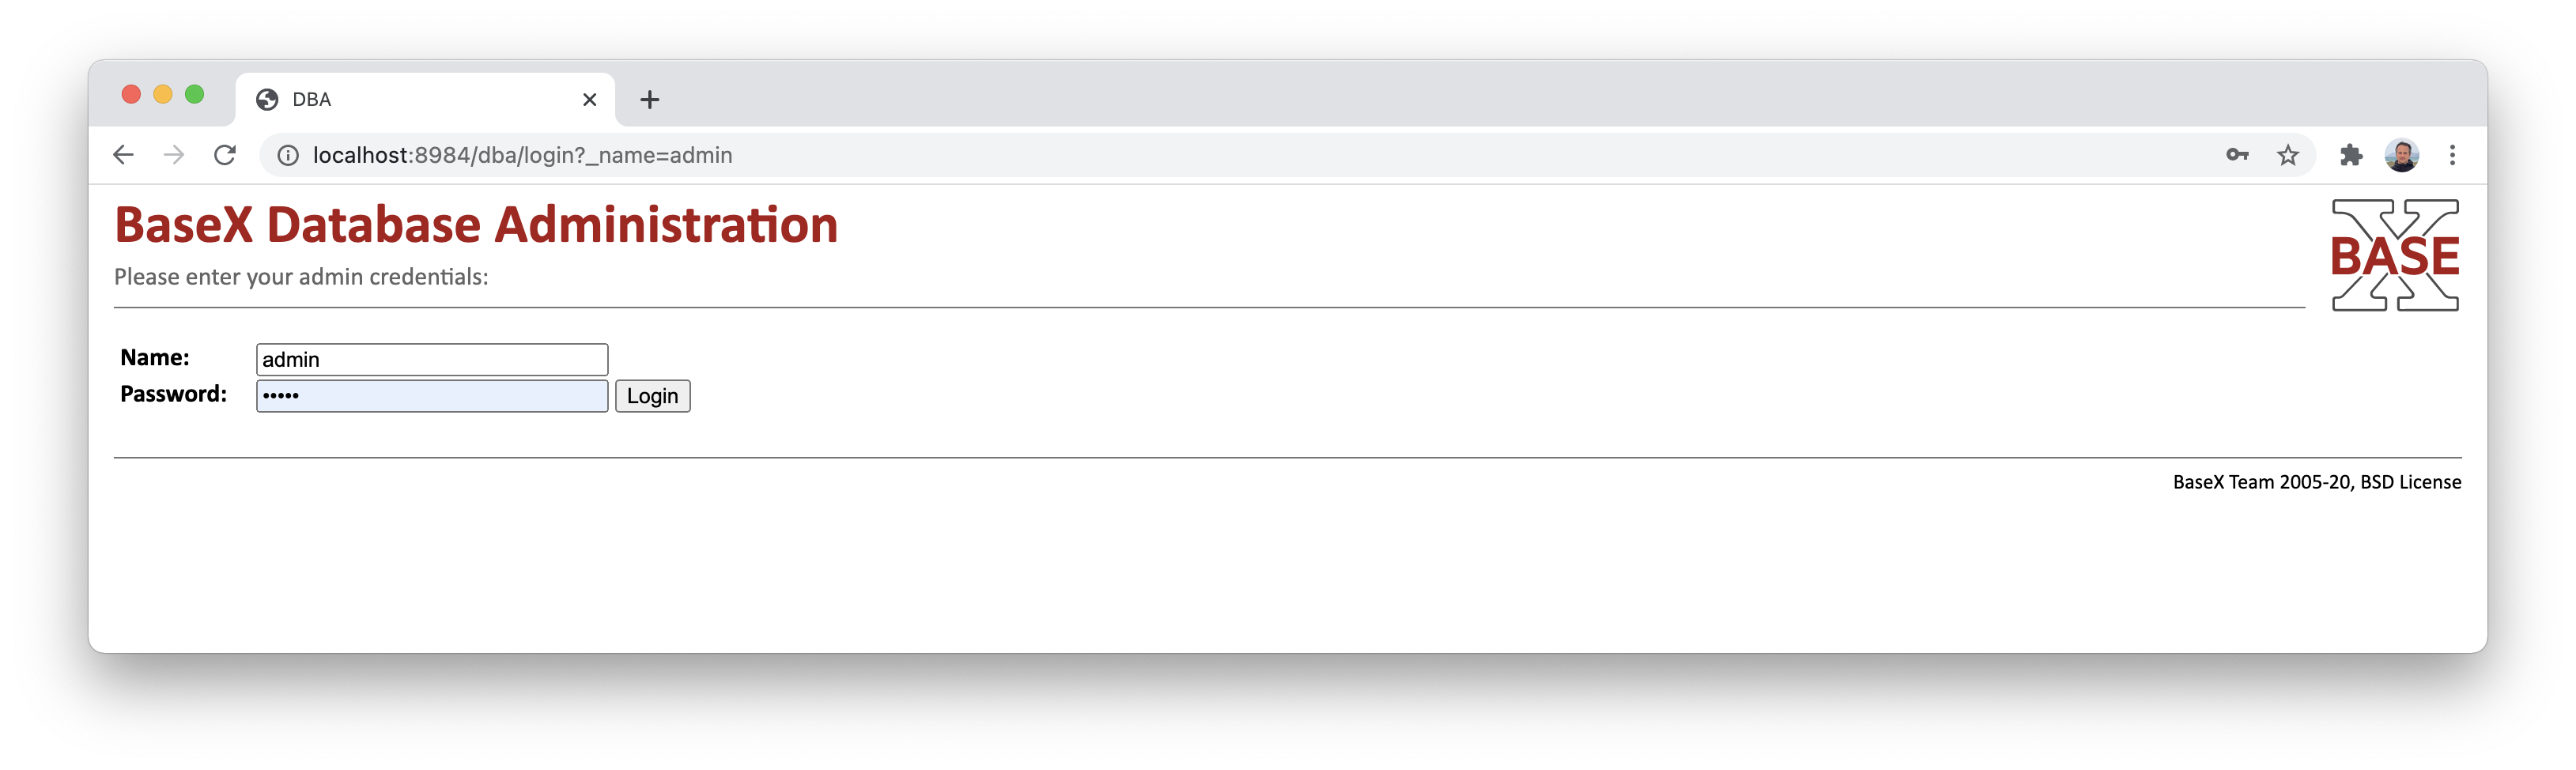 DBA
localhost:8984/dba/login?_name=admin
BaseX Database Administration
Please enter your admin credentials:
BASE
X
Name: admin
Password: ••••• Login
BaseX Team 2005-20, BSD License